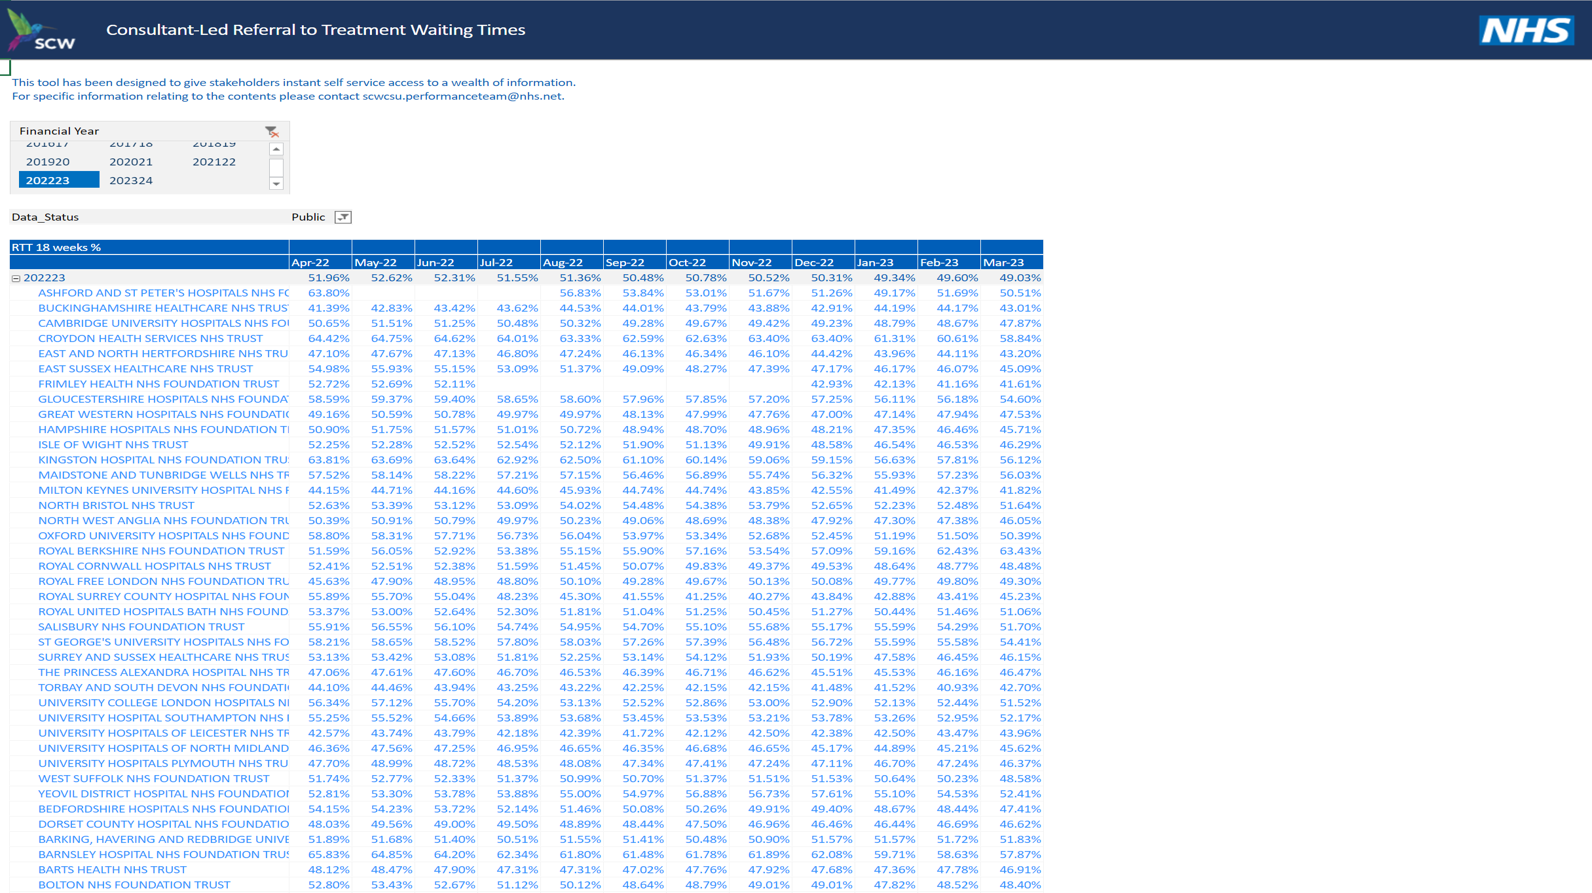 SCW
Consultant-Led Referral to Treatment Waiting Times
NHS
This tool has been designed to give stakeholders instant self service access to a wealth of information.
For specific information relating to the contents please contact scwcsu.performanceteam@nhs.net.
Financial Year
201617 201718 201819
201920 202021 202122
202223 202324
Data_Status Public
RTT 18 weeks %
Apr-22 May-22 Jun-22 Jul-22 Aug-22 Sep-22 Oct-22 Nov-22 Dec-22 Jan-23 Feb-23 Mar-23
202223 51.96% 52.62% 52.31% 51.55% 51.36% 50.48% 50.78% 50.52% 50.31% 49.34% 49.60% 49.03%
ASHFORD AND ST PETER'S HOSPITALS NHS FC 63.80% 56.83% 53.84% 53.01% 51.67% 51.26% 49.17% 51.69% 50.51%
BUCKINGHAMSHIRE HEALTHCARE NHS TRUS 41.39% 42.83% 43.42% 43.62% 44.53% 44.01% 43.79% 43.88% 42.91% 44.19% 44.17% 43.01%
CAMBRIDGE UNIVERSITY HOSPITALS NHS FOU 50.65% 51.51% 51.25% 50.48% 50.32% 49.28% 49.67% 49.42% 49.23% 48.79% 48.67% 47.87%
CROYDON HEALTH SERVICES NHS TRUST 64.42% 64.75% 64.62% 64.01% 63.33% 62.59% 62.63% 63.40% 63.40% 61.31% 60.61% 58.84%
EAST AND NORTH HERTFORDSHIRE NHS TRU 47.10% 47.67% 47.13% 46.80% 47.24% 46.13% 46.34% 46.10% 44.42% 43.96% 44.11% 43.20%
EAST SUSSEX HEALTHCARE NHS TRUST 54.98% 55.93% 55.15% 53.09% 51.37% 49.09% 48.27% 47.39% 47.17% 46.17% 46.07% 45.09%
FRIMLEY HEALTH NHS FOUNDATION TRUST 52.72% 52.69% 52.11% 42.93% 42.13% 41.16% 41.61%
GLOUCESTERSHIRE HOSPITALS NHS FOUNDA 58.59% 59.37% 59.40% 58.65% 58.60% 57.96% 57.85% 57.20% 57.25% 56.11% 56.18% 54.60%
GREAT WESTERN HOSPITALS NHS FOUNDATIC 49.16% 50.59% 50.78% 49.97% 49.97% 48.13% 47.99% 47.76% 47.00% 47.14% 47.94% 47.53%
HAMPSHIRE HOSPITALS NHS FOUNDATION TI 50.90% 51.75% 51.57% 51.01% 50.72% 48.94% 48.70% 48.96% 48.21% 47.35% 46.46% 45.71%
ISLE OF WIGHT NHS TRUST 52.25% 52.28% 52.52% 52.54% 52.12% 51.90% 51.13% 49.91% 48.58% 46.54% 46.53% 46.29%
KINGSTON HOSPITAL NHS FOUNDATION TRU 63.81% 63.69% 63.64% 62.92% 62.50% 61.10% 60.14% 59.06% 59.15% 56.63% 57.81% 56.12%
MAIDSTONE AND TUNBRIDGE WELLS NHS TR 57.52% 58.14% 58.22% 57.21% 57.15% 56.46% 56.89% 55.74% 56.32% 55.93% 57.23% 56.03%
MILTON KEYNES UNIVERSITY HOSPITAL NHS F 44.15% 44.71% 44.16% 44.60% 45.93% 44.74% 44.74% 43.85% 42.55% 41.49% 42.37% 41.82%
NORTH BRISTOL NHS TRUST 52.63% 53.39% 53.12% 53.09% 54.02% 54.48% 54.38% 53.79% 52.65% 52.23% 52.48% 51.64%
NORTH WEST ANGLIA NHS FOUNDATION TRU 50.39% 50.91% 50.79% 49.97% 50.23% 49.06% 48.69% 48.38% 47.92% 47.30% 47.38% 46.05%
OXFORD UNIVERSITY HOSPITALS NHS FOUND 58.80% 58.31% 57.71% 56.73% 56.04% 53.97% 53.34% 52.68% 52.45% 51.19% 51.50% 50.39%
ROYAL BERKSHIRE NHS FOUNDATION TRUST 51.59% 56.05% 52.92% 53.38% 55.15% 55.90% 57.16% 53.54% 57.09% 59.16% 62.43% 63.43%
ROYAL CORNWALL HOSPITALS NHS TRUST 52.41% 52.51% 52.38% 51.59% 51.45% 50.07% 49.83% 49.37% 49.53% 48.64% 48.77% 48.48%
ROYAL FREE LONDON NHS FOUNDATION TRU 45.63% 47.90% 48.95% 48.80% 50.10% 49.28% 49.67% 50.13% 50.08% 49.77% 49.80% 49.30%
ROYAL SURREY COUNTY HOSPITAL NHS FOUN 55.89% 55.70% 55.04% 48.23% 45.30% 41.55% 41.25% 40.27% 43.84% 42.88% 43.41% 45.23%
ROYAL UNITED HOSPITALS BATH NHS FOUND 53.37% 53.00% 52.64% 52.30% 51.81% 51.04% 51.25% 50.45% 51.27% 50.44% 51.46% 51.06%
SALISBURY NHS FOUNDATION TRUST 55.91% 56.55% 56.10% 54.74% 54.95% 54.70% 55.10% 55.68% 55.17% 55.59% 54.29% 51.70%
ST GEORGE'S UNIVERSITY HOSPITALS NHS FO 58.21% 58.65% 58.52% 57.80% 58.03% 57.26% 57.39% 56.48% 56.72% 55.59% 55.58% 54.41%
SURREY AND SUSSEX HEALTHCARE NHS TRUS 53.13% 53.42% 53.08% 51.81% 52.25% 53.14% 54.12% 51.93% 50.19% 47.58% 46.45% 46.15%
THE PRINCESS ALEXANDRA HOSPITAL NHS TR 47.06% 47.61% 47.60% 46.70% 46.53% 46.39% 46.71% 46.62% 45.51% 45.53% 46.16% 46.47%
TORBAY AND SOUTH DEVON NHS FOUNDATI 44.10% 44.46% 43.94% 43.25% 43.22% 42.25% 42.15% 42.15% 41.48% 41.52% 40.93% 42.70%
UNIVERSITY COLLEGE LONDON HOSPITALS NI 56.34% 57.12% 55.70% 54.20% 53.13% 52.52% 52.86% 53.00% 52.90% 52.13% 52.44% 51.52%
UNIVERSITY HOSPITAL SOUTHAMPTON NHS 55.25% 55.52% 54.66% 53.89% 53.68% 53.45% 53.53% 53.21% 53.78% 53.26% 52.95% 52.17%
UNIVERSITY HOSPITALS OF LEICESTER NHS TR 42.57% 43.74% 43.79% 42.18% 42.39% 41.72% 42.12% 42.50% 42.38% 42.50% 43.47% 43.96%
UNIVERSITY HOSPITALS OF NORTH MIDLAND 46.36% 47.56% 47.25% 46.95% 46.65% 46.35% 46.68% 46.65% 45.17% 44.89% 45.21% 45.62%
UNIVERSITY HOSPITALS PLYMOUTH NHS TRU 47.70% 48.99% 48.72% 48.53% 48.08% 47.34% 47.41% 47.24% 47.11% 46.70% 47.24% 46.37%
WEST SUFFOLK NHS FOUNDATION TRUST 51.74% 52.77% 52.33% 51.37% 50.99% 50.70% 51.37% 51.51% 51.53% 50.64% 50.23% 48.58%
YEOVIL DISTRICT HOSPITAL NHS FOUNDATION 52.81% 53.30% 53.78% 53.88% 55.00% 54.97% 56.88% 56.73% 57.61% 55.10% 54.53% 52.41%
BEDFORDSHIRE HOSPITALS NHS FOUNDATIOI 54.15% 54.23% 53.72% 52.14% 51.46% 50.08% 50.26% 49.91% 49.40% 48.67% 48.44% 47.41%
DORSET COUNTY HOSPITAL NHS FOUNDATIO 48.03% 49.56% 49.00% 49.50% 48.89% 48.44% 47.50% 46.96% 46.46% 46.44% 46.69% 46.62%
BARKING, HAVERING AND REDBRIDGE UNIVE 51.89% 51.68% 51.40% 50.51% 51.55% 51.41% 50.48% 50.90% 51.57% 51.57% 51.72% 51.83%
BARNSLEY HOSPITAL NHS FOUNDATION TRUS 65.83% 64.85% 64.20% 62.34% 61.80% 61.48% 61.78% 61.89% 62.08% 59.71% 58.63% 57.87%
BARTS HEALTH NHS TRUST 48.12% 48.47% 47.90% 47.31% 47.31% 47.02% 47.76% 47.92% 47.68% 47.36% 47.78% 46.91%
BOLTON NHS FOUNDATION TRUST 52.80% 53.43% 52.67% 51.12% 50.12% 48.64% 48.79% 49.01% 49.01% 47.82% 48.52% 48.40%